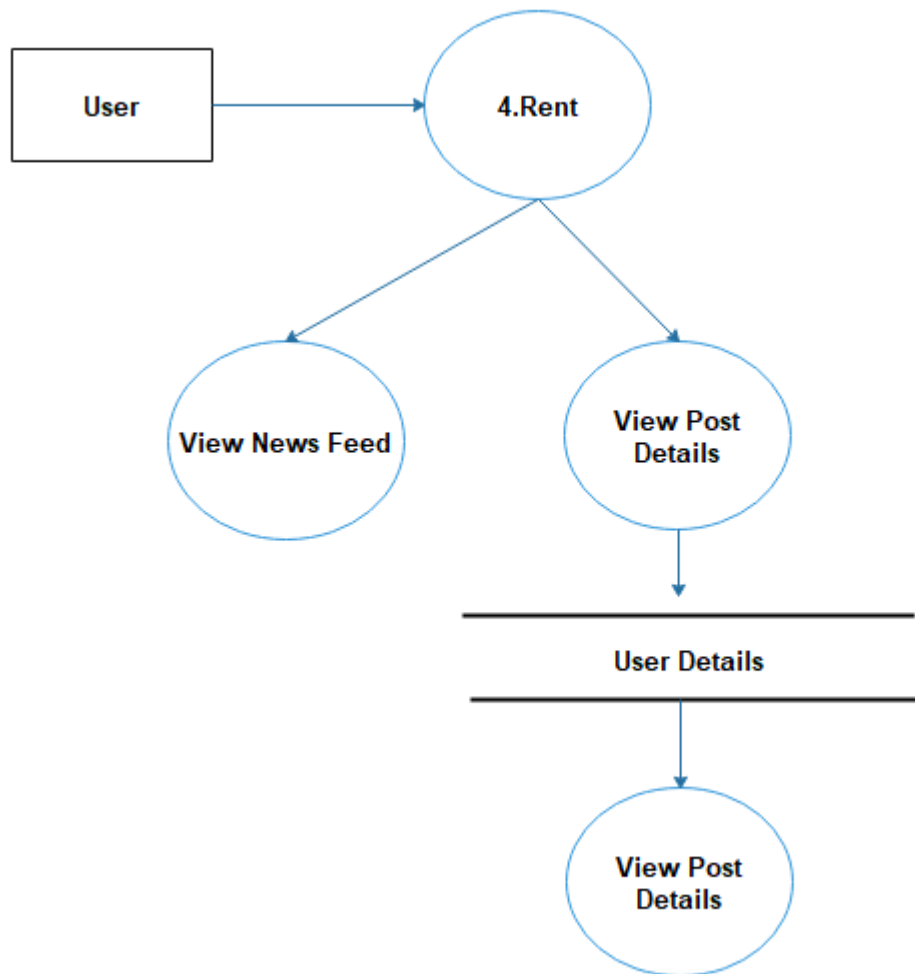 User
4.Rent
View News Feed
View Post
Details
User Details
View Post
Details